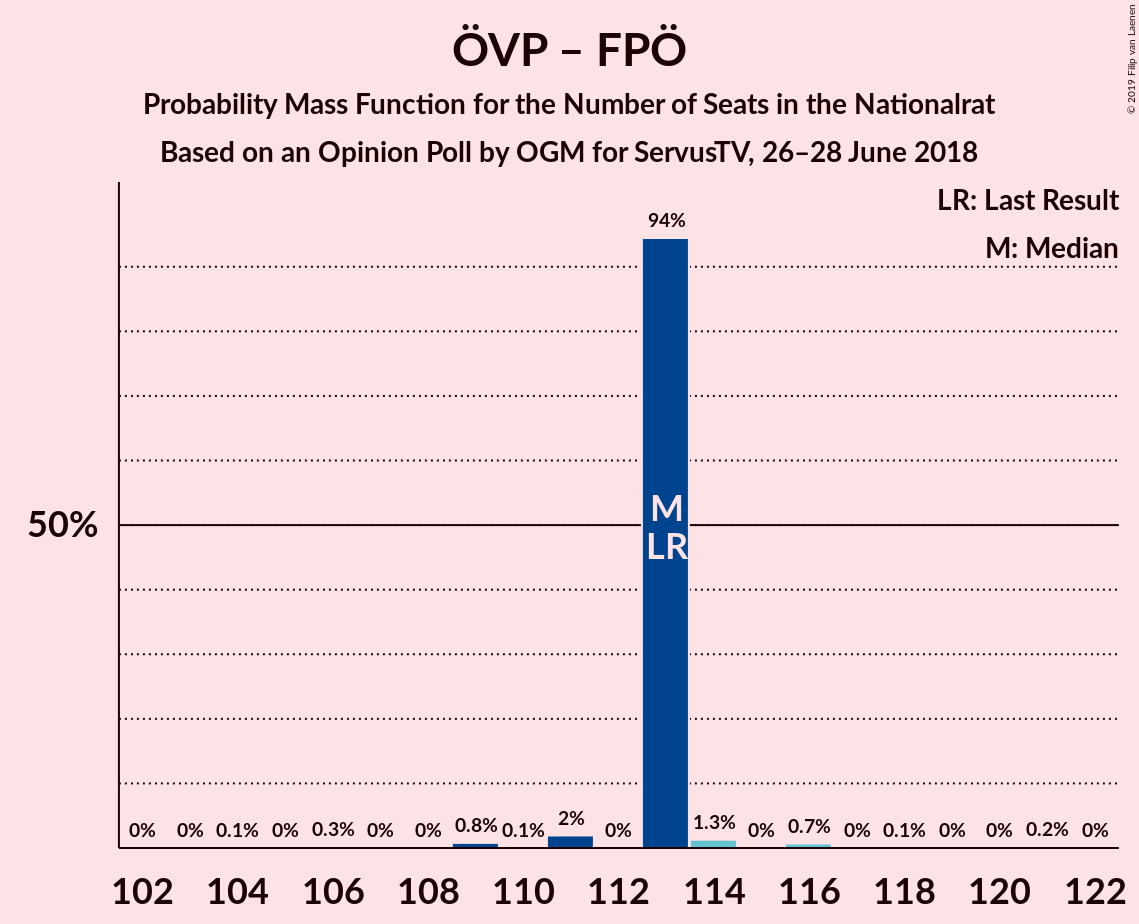 ÖVP – FPÖ
Probability Mass Function for the Number of Seats in the Nationalrat
Based on an Opinion Poll by OGM for ServusTV, 26–28 June 2018
© 2019 Filip van Laenen
LR: Last Result
M: Median
94%
50%
M
LR
0% 0% 0.1% 0% 0.3% 0% 0% 0.8% 0.1% 2% 0% 1.3% 0% 0.7% 0% 0.1% 0% 0% 0.2% 0%
102 104 106 108 110 112 114 116 118 120 122